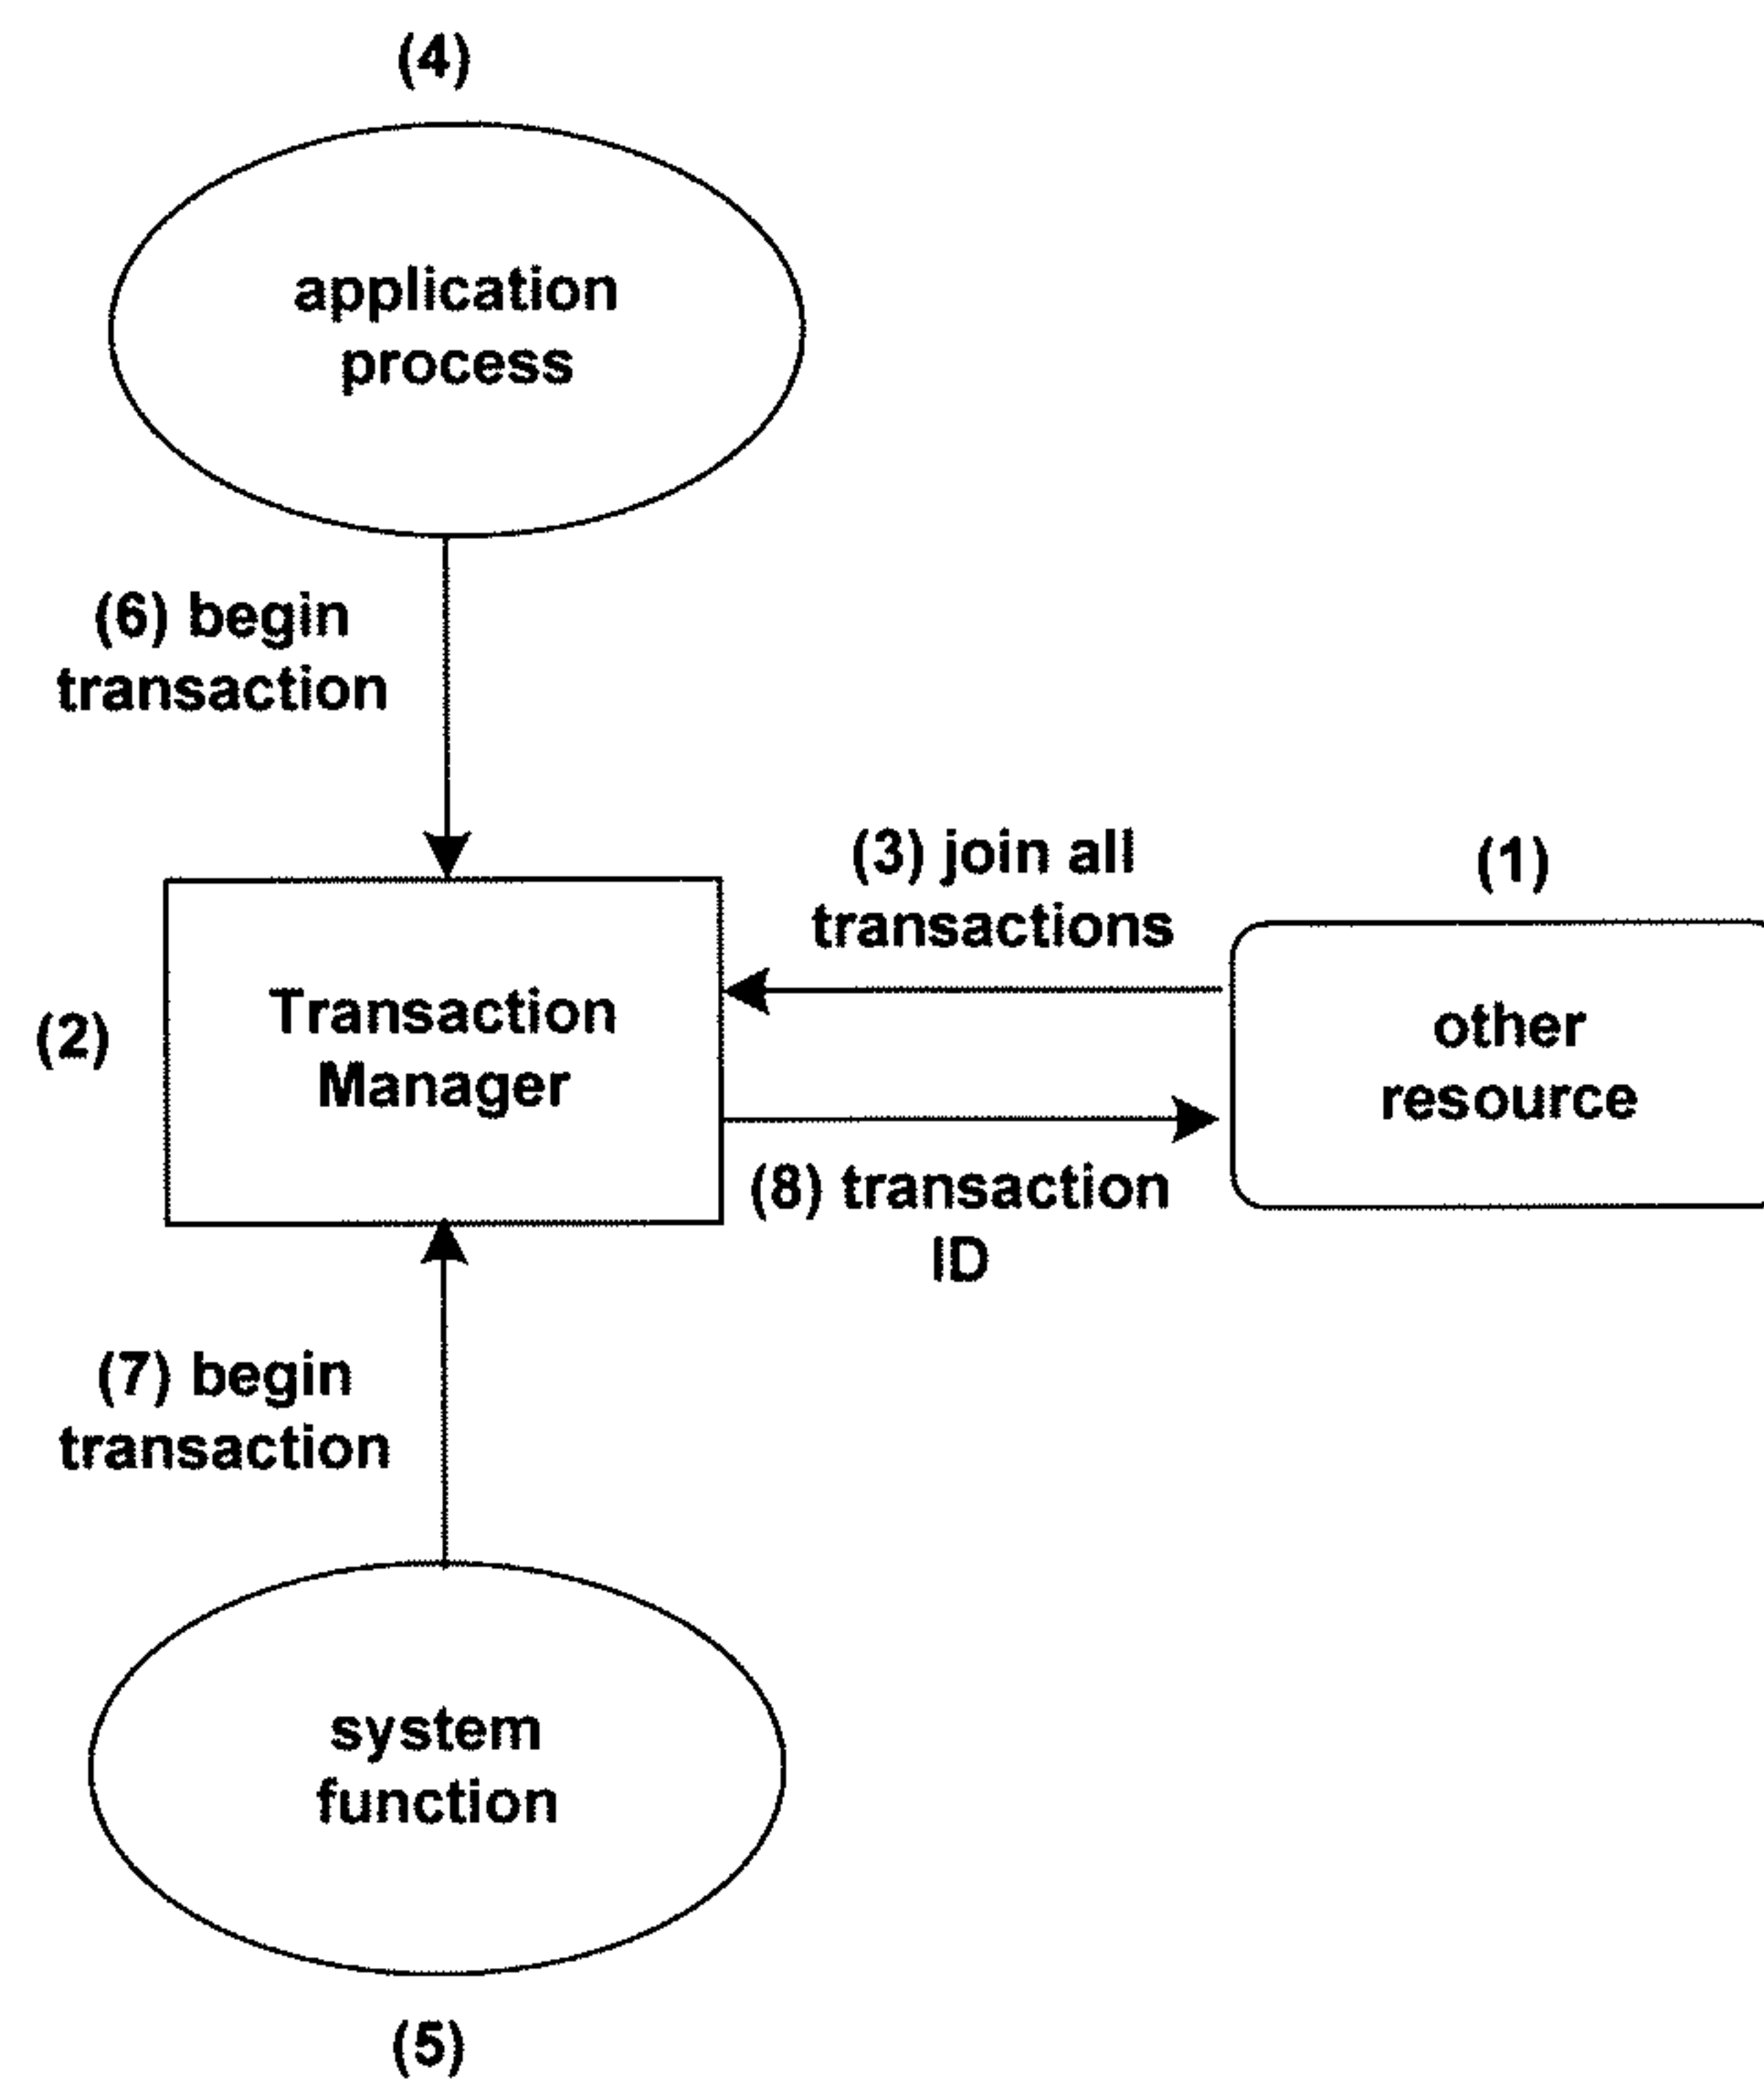 (4)
application
process
(6) begin
transaction
(3) join all
transactions
(1)
(2)
Transaction
Manager
other
resource
(8) transaction
ID
(7) begin
transaction
system
function
(5)